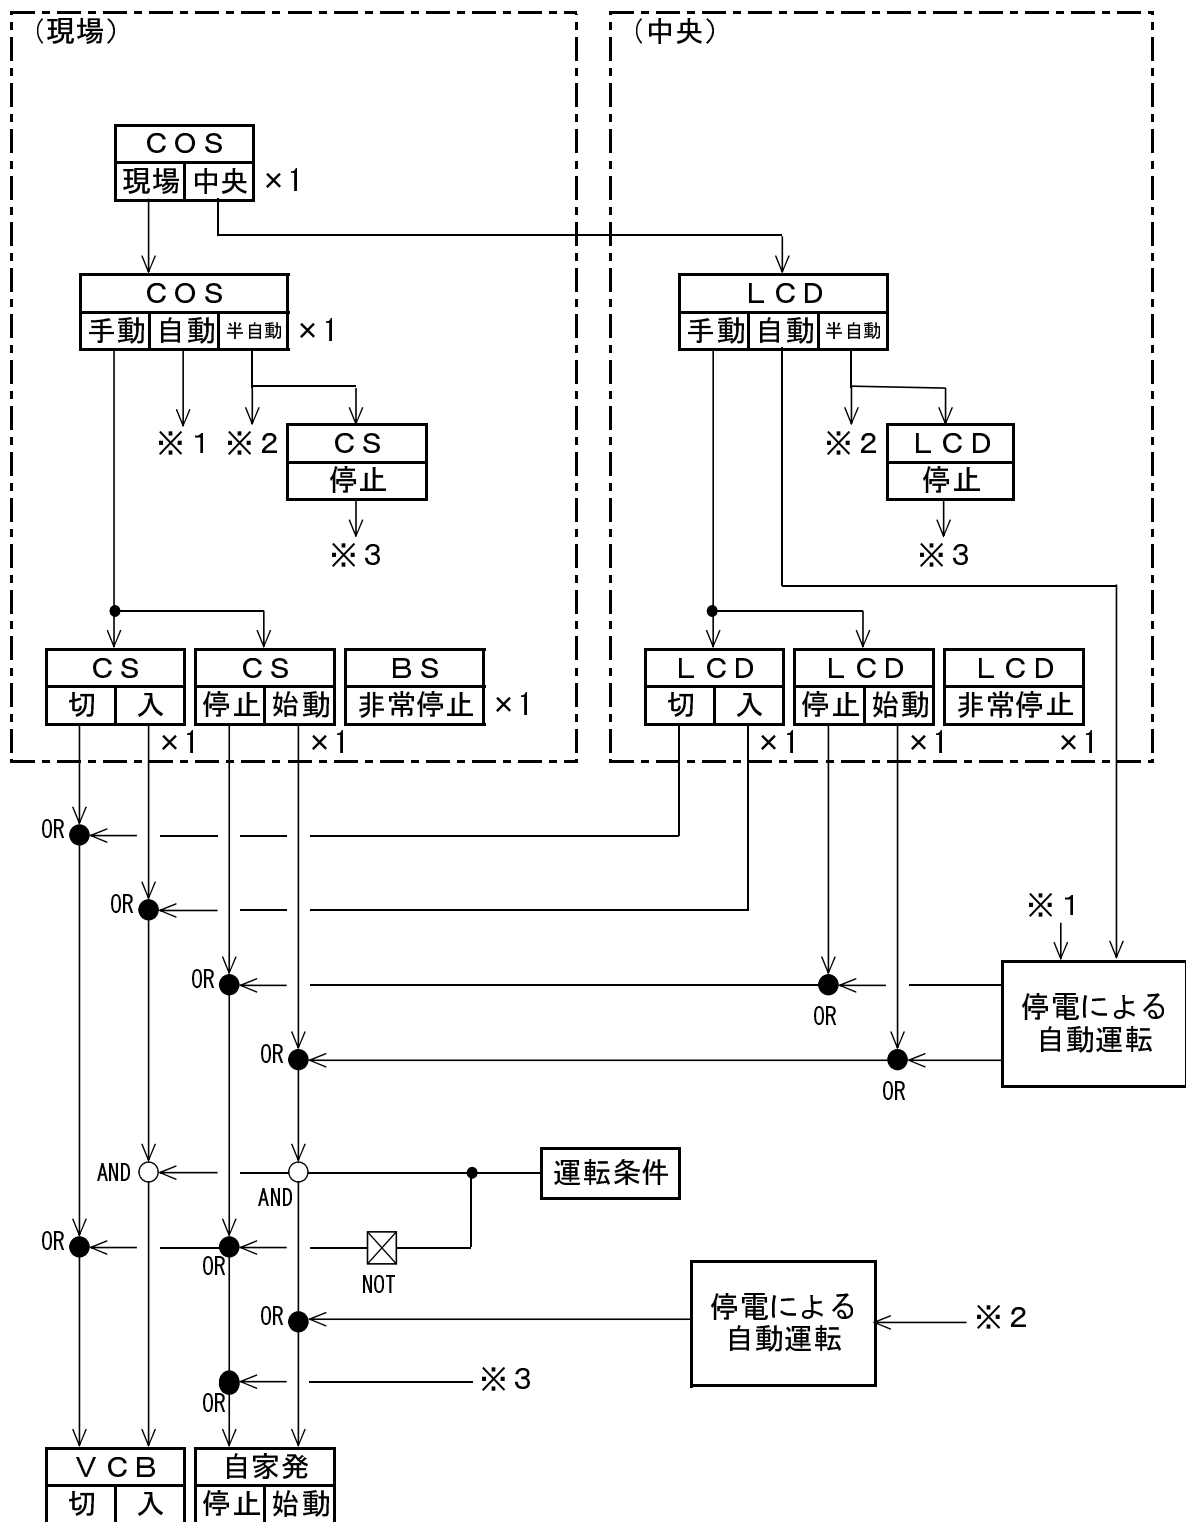 （現場）
（中央）
ＣＯＳ
現場 中央 ×１
ＣＯＳ
手動 自動 半自動 ×１
ＬＣＤ
手動 自動 半自動
※１ ※２
ＣＳ
停止
※３
※２
ＬＣＤ
停止
※３
ＣＳ
切 入
×１
ＣＳ
停止 始動
×１
ＢＳ
非常停止 ×１
ＬＣＤ
切 入
×１
ＬＣＤ
停止 始動
×１
ＬＣＤ
非常停止
×１
OR
OR
※１
OR
OR
停電による
自動運転
OR
OR
AND
AND
運転条件
OR
OR
NOT
OR
停電による
自動運転
※２
※３
OR
ＶＣＢ
切 入
自家発
停止 始動